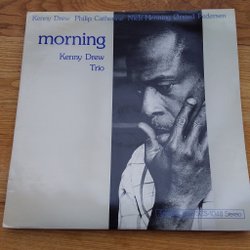 Kenny Drew Philip Catherine Niels-Henning Ørsted Pedersen
morning
Kenny Drew
Trio